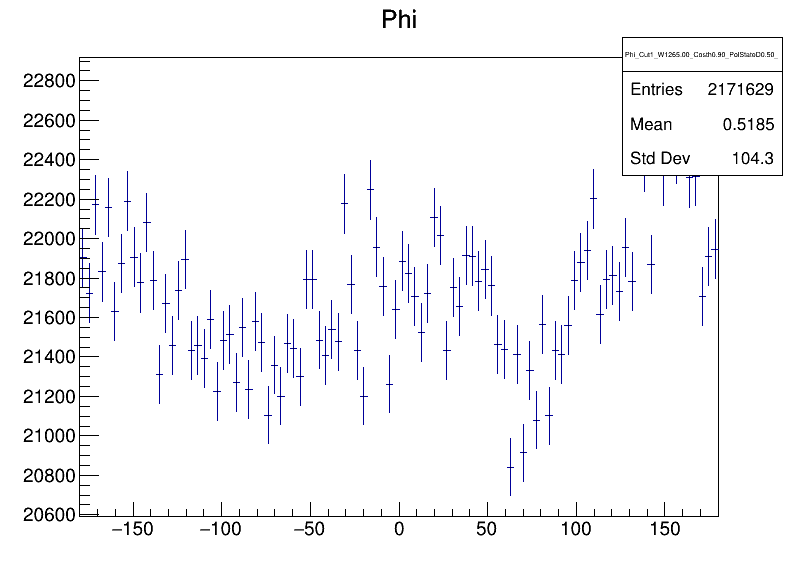 Phi
Phi_Cut1_W1265.00_Costh0.90_PolStateD0.50_
Entries 2171629
Mean 0.5185
Std Dev 104.3
22800
22600
22400
22200
22000
21800
21600
21400
21200
21000
20800
20600
−150 −100 −50 0 50 100 150